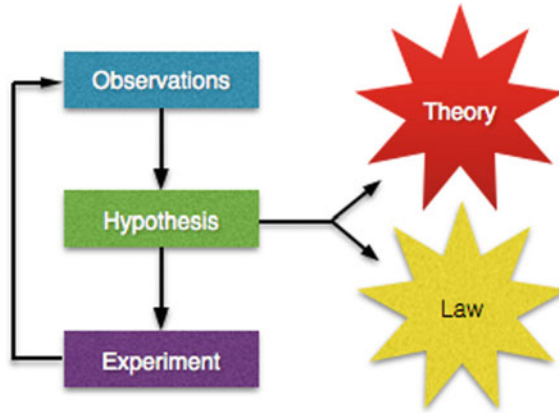 Observations
Theory
Hypothesis
Law
Experiment